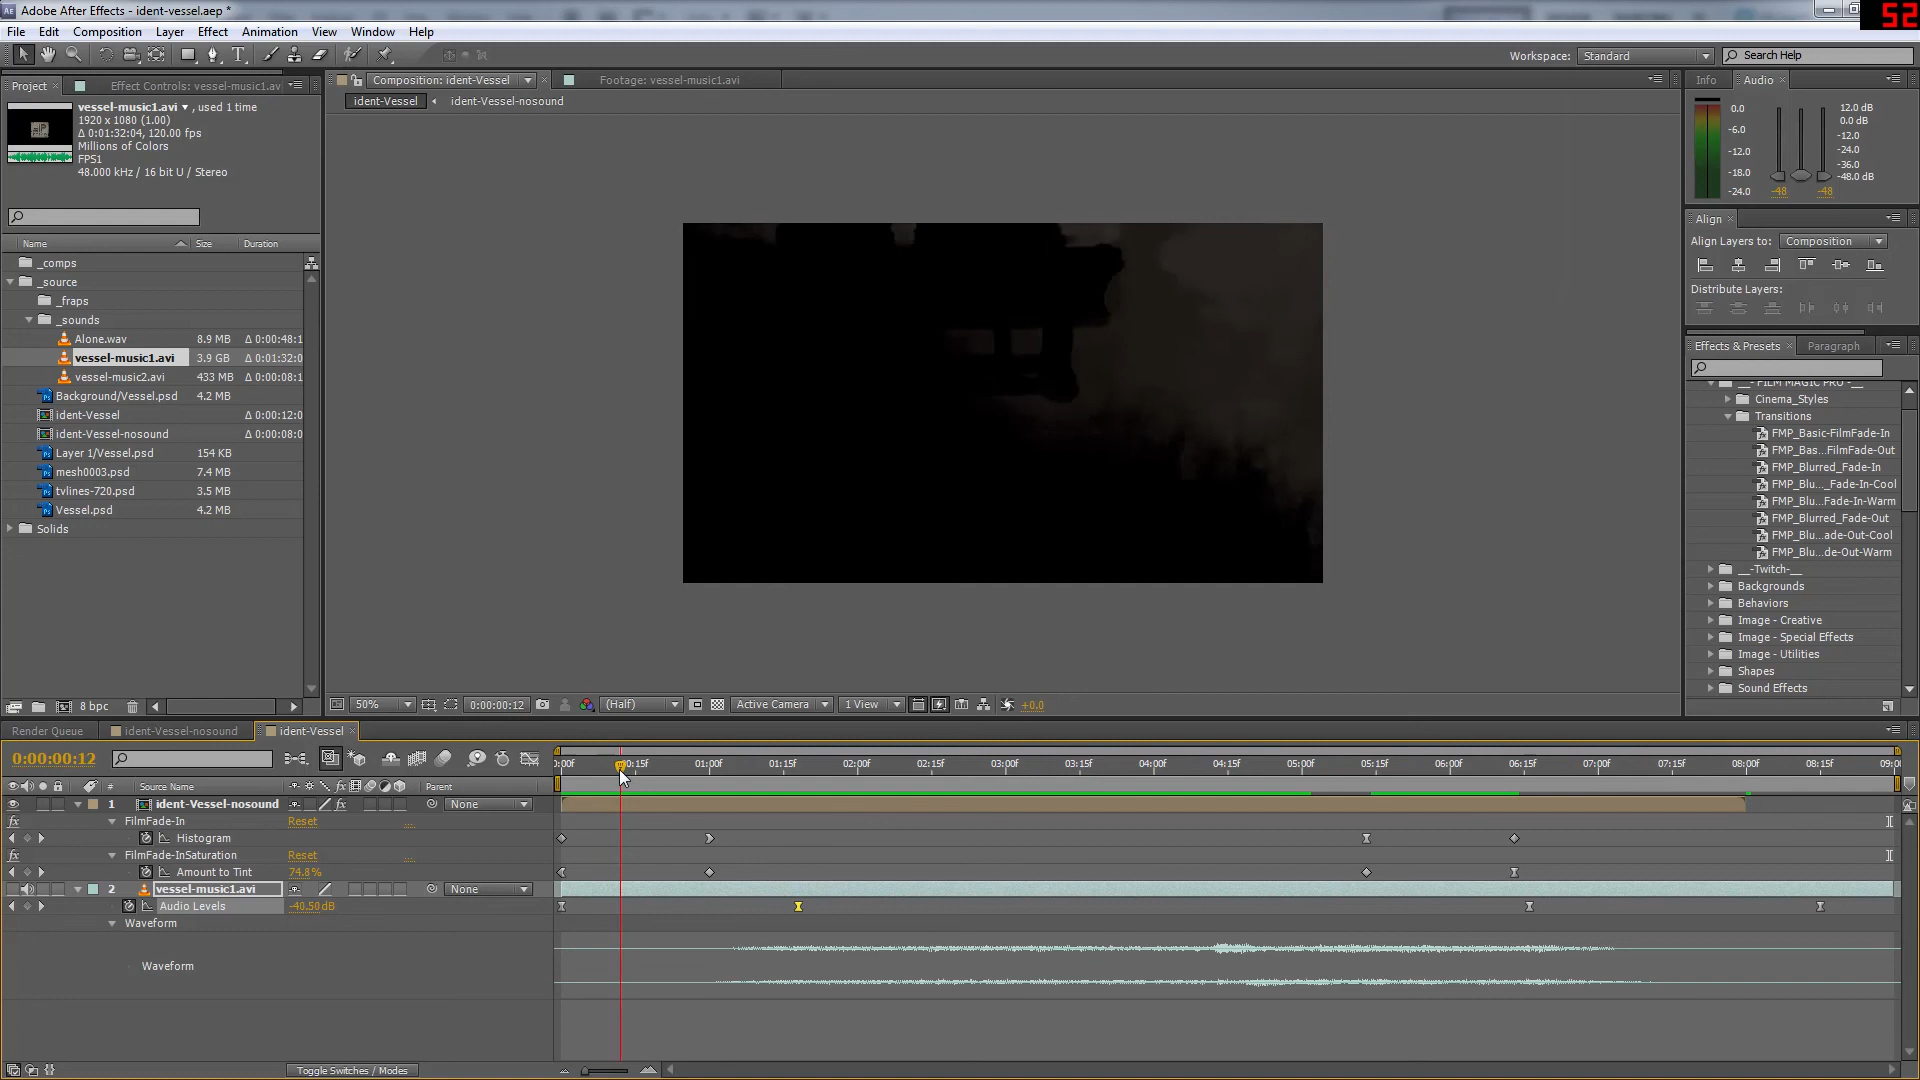 Adobe After Effects - ident-vessel.aep *
52
File Edit Composition Layer Effect Animation View Window Help
Workspace: Standard Search Help
Project Effect Controls: vessel-music1.av
Composition: ident-Vessel Footage: vessel-music1.avi
Info Audio
vessel-music1.avi , used 1 time
1920 x 1080 (1.00)
Δ 0:01:32:04, 120.00 fps
Millions of Colors
FPS1
48.000 kHz / 16 bit U / Stereo
ident-Vessel ident-Vessel-nosound
0.0 12.0 dB
-6.0 0.0 dB
-12.0 -12.0
-18.0 -24.0
-24.0 -36.0
-48.0 dB
-48 -48
Align
Align Layers to: Composition
Distribute Layers:
Effects & Presets Paragraph
Name Size Duration
_comps
_source
_fraps
_sounds
Alone.wav 8.9 MB Δ 0:00:48:1
vessel-music1.avi 3.9 GB Δ 0:01:32:0
vessel-music2.avi 433 MB Δ 0:00:08:1
Background/Vessel.psd 4.2 MB
ident-Vessel Δ 0:00:12:0
ident-Vessel-nosound Δ 0:00:08:0
Layer 1/Vessel.psd 154 KB
mesh0003.psd 7.4 MB
tvlines-720.psd 3.5 MB
Vessel.psd 4.2 MB
Solids
8 bpc
__- FILM MAGIC PRO -__
Cinema_Styles
Transitions
FMP_Basic-FilmFade-In
FMP_Bas...FilmFade-Out
FMP_Blurred_Fade-In
FMP_Blu..._Fade-In-Cool
FMP_Blu...Fade-In-Warm
FMP_Blurred_Fade-Out
FMP_Blu...ade-Out-Cool
FMP_Blu...de-Out-Warm
__-Twitch-__
Backgrounds
Behaviors
Image - Creative
Image - Special Effects
Image - Utilities
Shapes
Sound Effects
50% 0:00:00:12 (Half) Active Camera 1 View +0.0
Render Queue ident-Vessel-nosound ident-Vessel
0:00:00:12
0:00f 0:15f 01:00f 01:15f 02:00f 02:15f 03:00f 03:15f 04:00f 04:15f 05:00f 05:15f 06:00f 06:15f 07:00f 07:15f 08:00f 08:15f 09:0
# Source Name Parent
1 ident-Vessel-nosound fx None
fx FilmFade-In Reset ...
Histogram
fx FilmFade-InSaturation Reset ...
Amount to Tint 74.8%
2 vessel-music1.avi None
Audio Levels -40.50dB
Waveform
Waveform
Toggle Switches / Modes